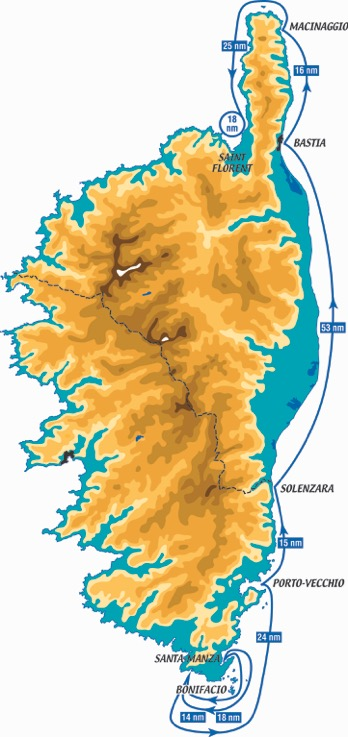 MACINAGGIO
25 nm
16 nm
18
nm
BASTIA
SAINT
FLORENT
53 nm
SOLENZARA
15 nm
PORTO-VECCHIO
24 nm
SANTA-MANZA
BONIFACIO
14 nm
18 nm